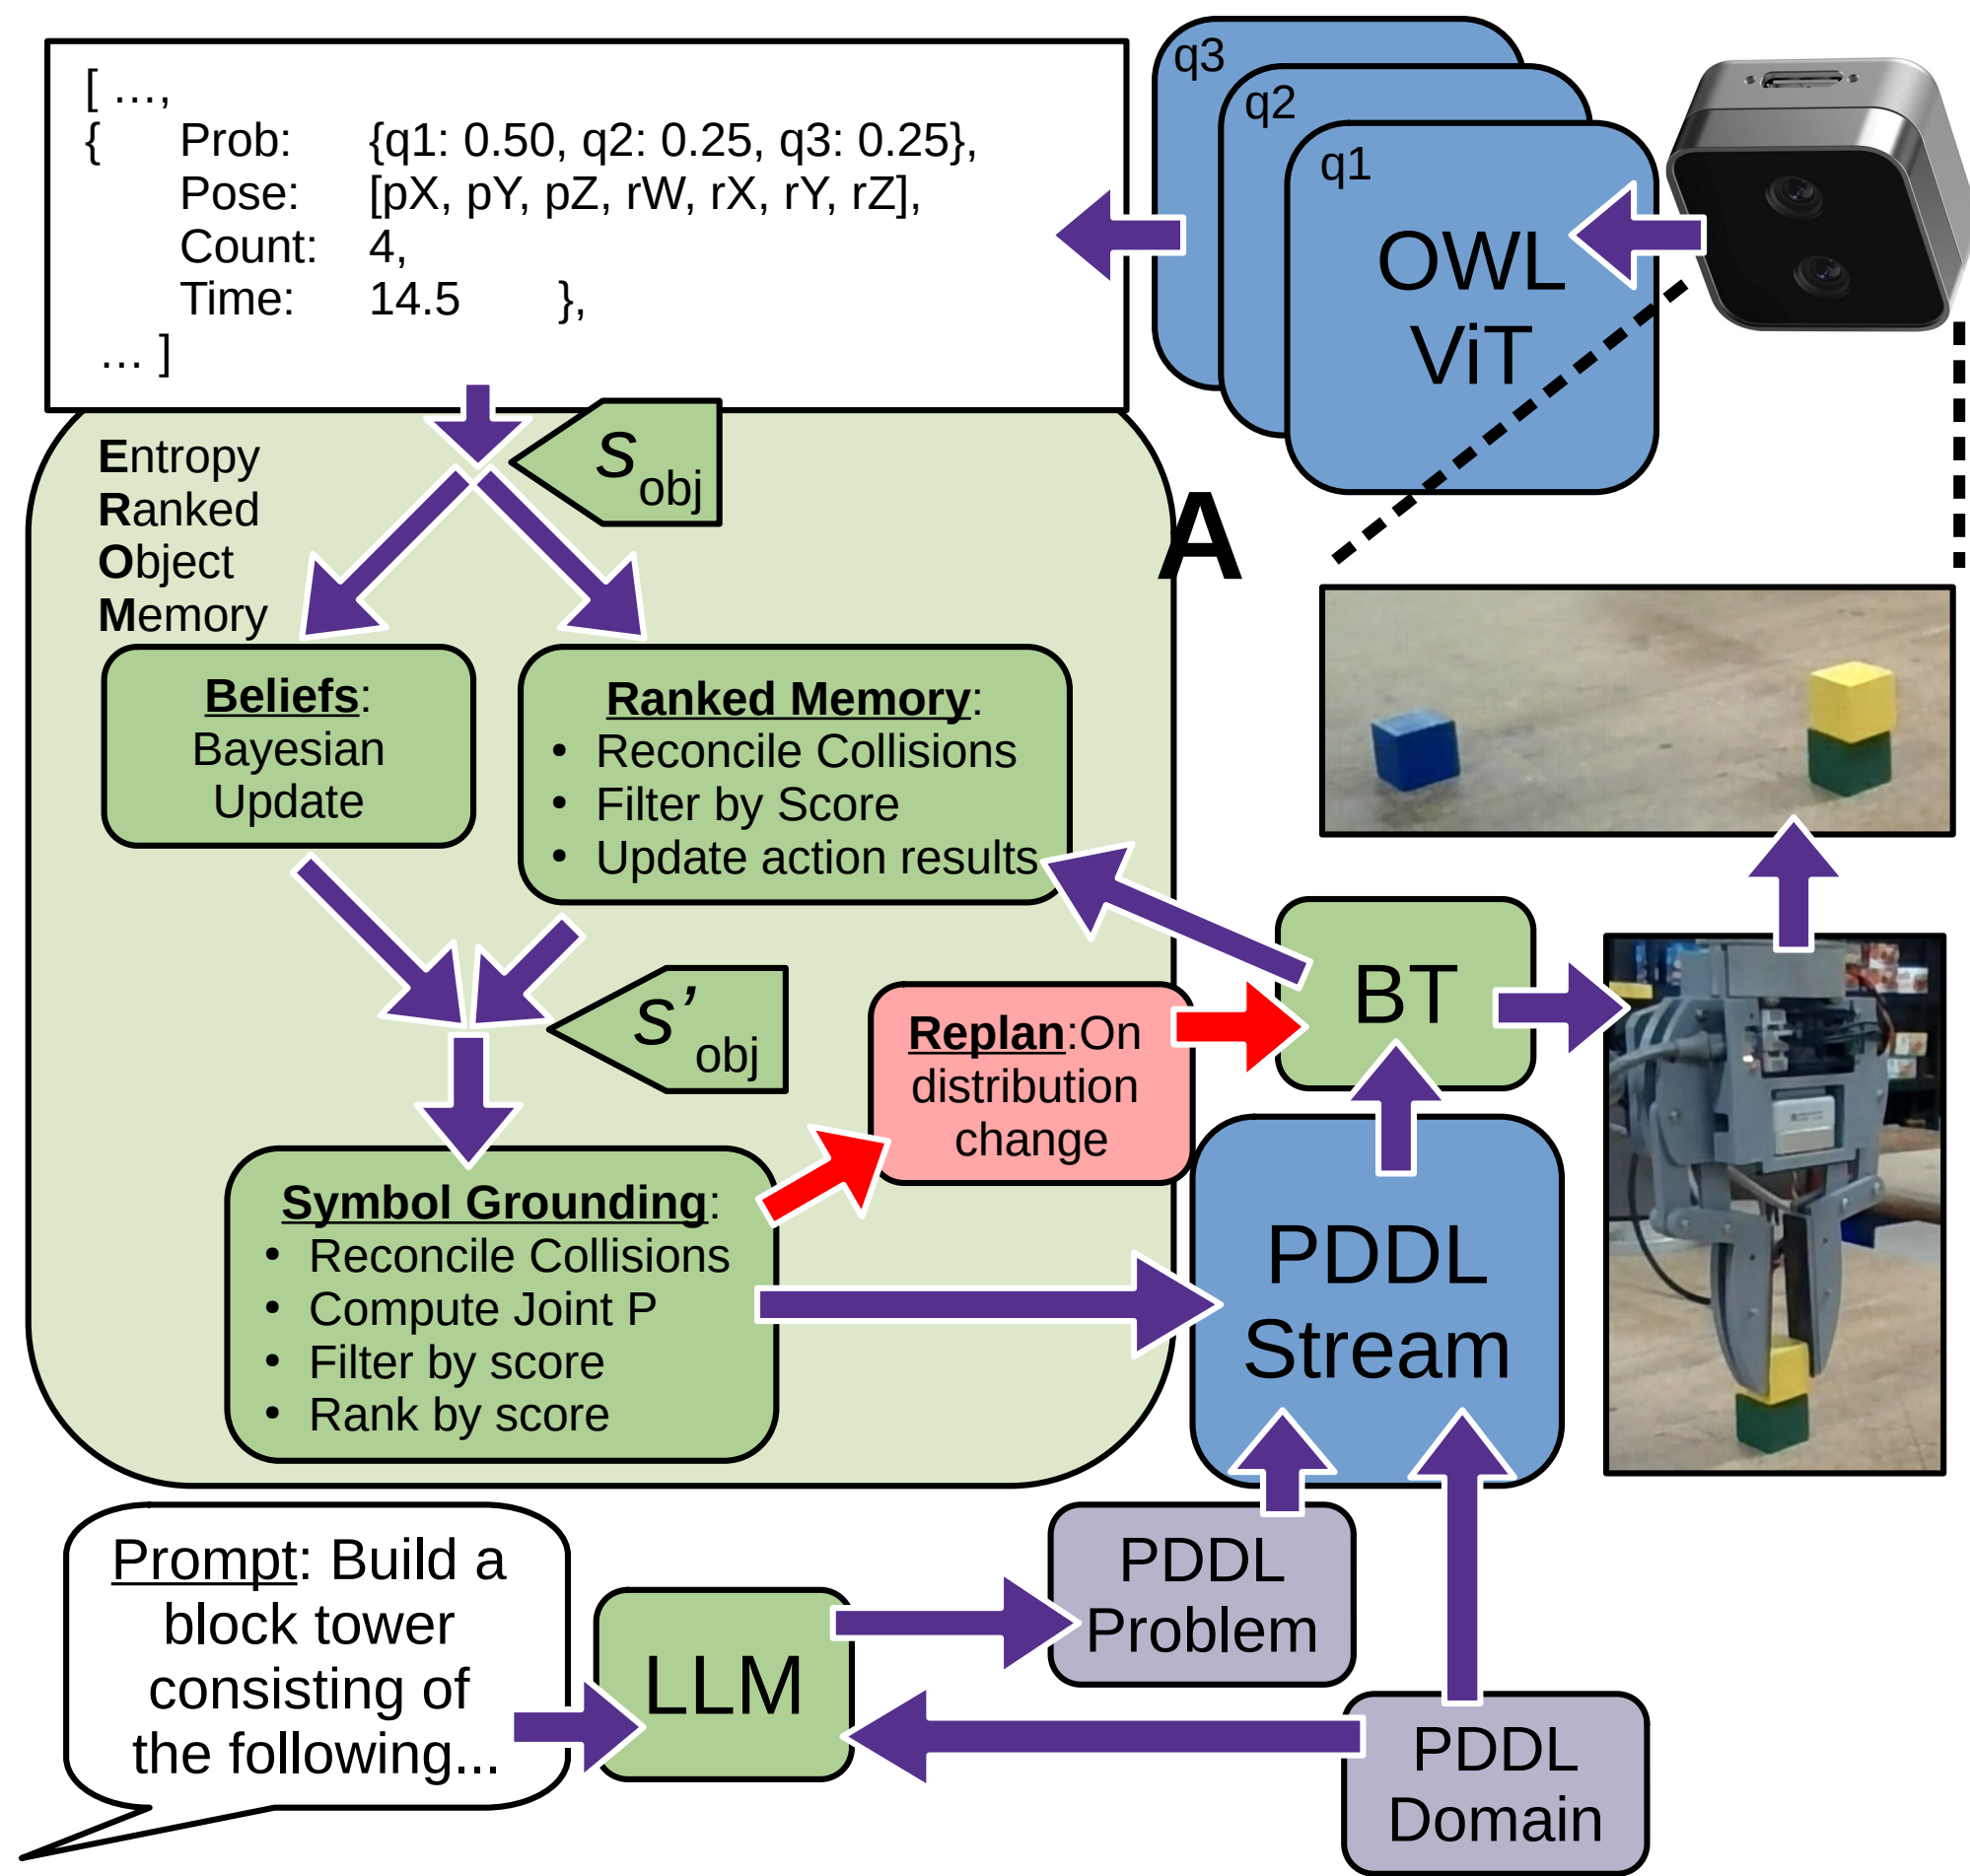 [ …,
{ Prob: {q1: 0.50, q2: 0.25, q3: 0.25},
Pose: [pX, pY, pZ, rW, rX, rY, rZ],
Count: 4,
Time: 14.5 },
… ]
q3
q2
q1
OWL
ViT
Entropy
Ranked
Object
Memory
s obj
A
Beliefs:
Bayesian
Update
Ranked Memory:
• Reconcile Collisions
• Filter by Score
• Update action results
s’ obj
Replan:On
distribution
change
BT
Symbol Grounding:
• Reconcile Collisions
• Compute Joint P
• Filter by score
• Rank by score
PDDL
Stream
Prompt: Build a
block tower
consisting of
the following...
LLM
PDDL
Problem
PDDL
Domain